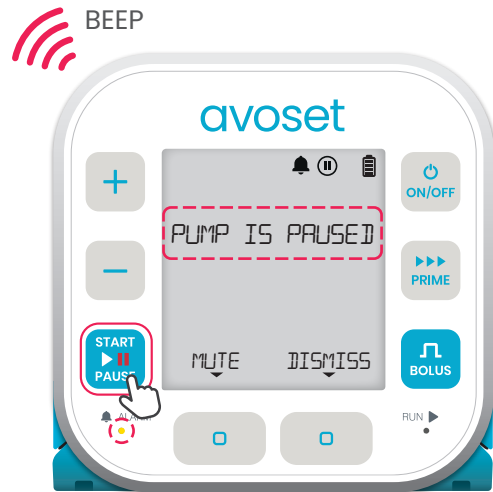 BEEP
avoset
ON/OFF
PUMP IS PAUSED
PRIME
START
PAUSE
MUTE DISMISS
BOLUS
ALARM
RUN